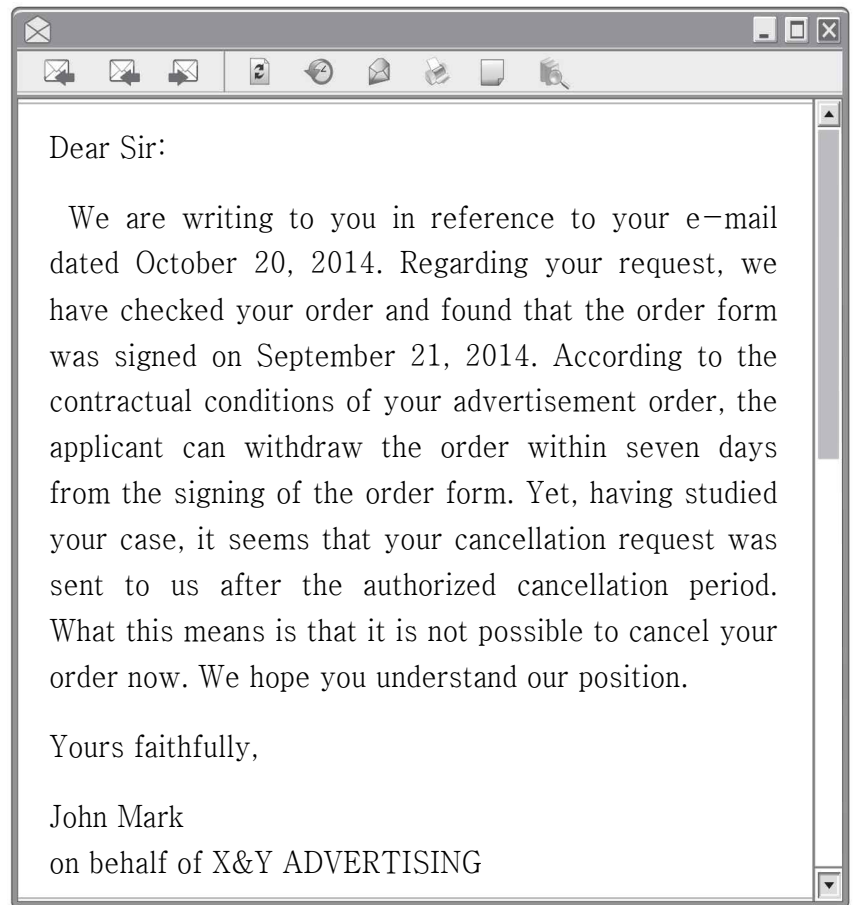 Dear Sir:
We are writing to you in reference to your e-mail
dated October 20, 2014. Regarding your request, we
have checked your order and found that the order form
was signed on September 21, 2014. According to the
contractual conditions of your advertisement order, the
applicant can withdraw the order within seven days
from the signing of the order form. Yet, having studied
your case, it seems that your cancellation request was
sent to us after the authorized cancellation period.
What this means is that it is not possible to cancel your
order now. We hope you understand our position.
Yours faithfully,
John Mark
on behalf of X&Y ADVERTISING